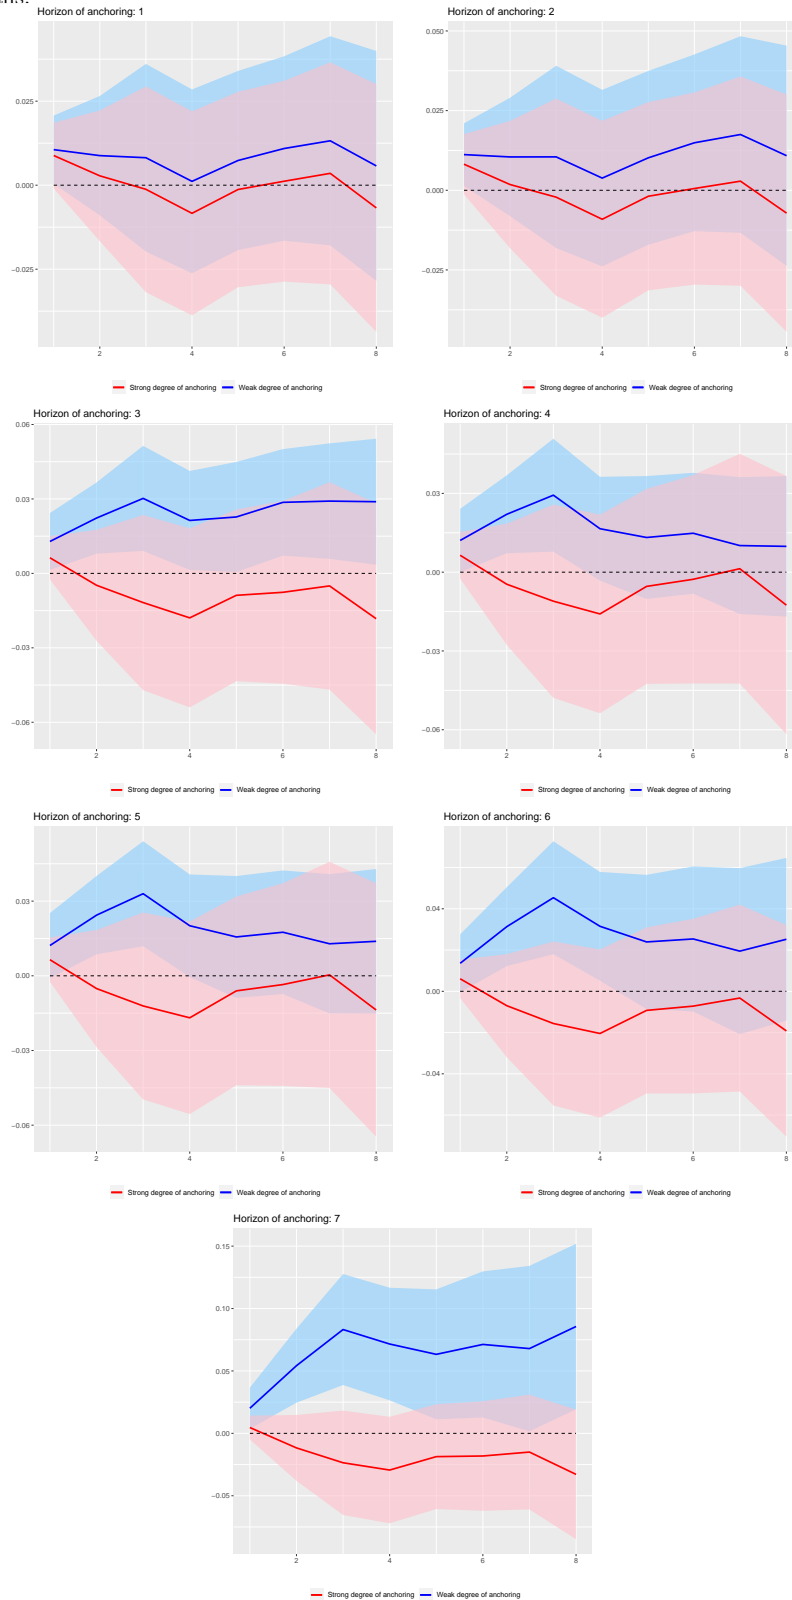 Horizon of anchoring: 1
0.025
0.000
−0.025
2 4 6 8
Strong degree of anchoring Weak degree of anchoring
Horizon of anchoring: 2
0.050
0.025
0.000
−0.025
2 4 6 8
Strong degree of anchoring Weak degree of anchoring
Horizon of anchoring: 3
0.06
0.03
0.00
−0.03
−0.06
2 4 6 8
Strong degree of anchoring Weak degree of anchoring
Horizon of anchoring: 4
0.03
0.00
−0.03
−0.06
2 4 6 8
Strong degree of anchoring Weak degree of anchoring
Horizon of anchoring: 5
0.03
0.00
−0.03
−0.06
2 4 6 8
Strong degree of anchoring Weak degree of anchoring
Horizon of anchoring: 6
0.04
0.00
−0.04
2 4 6 8
Strong degree of anchoring Weak degree of anchoring
Horizon of anchoring: 7
0.15
0.10
0.05
0.00
−0.05
2 4 6 8
Strong degree of anchoring Weak degree of anchoring